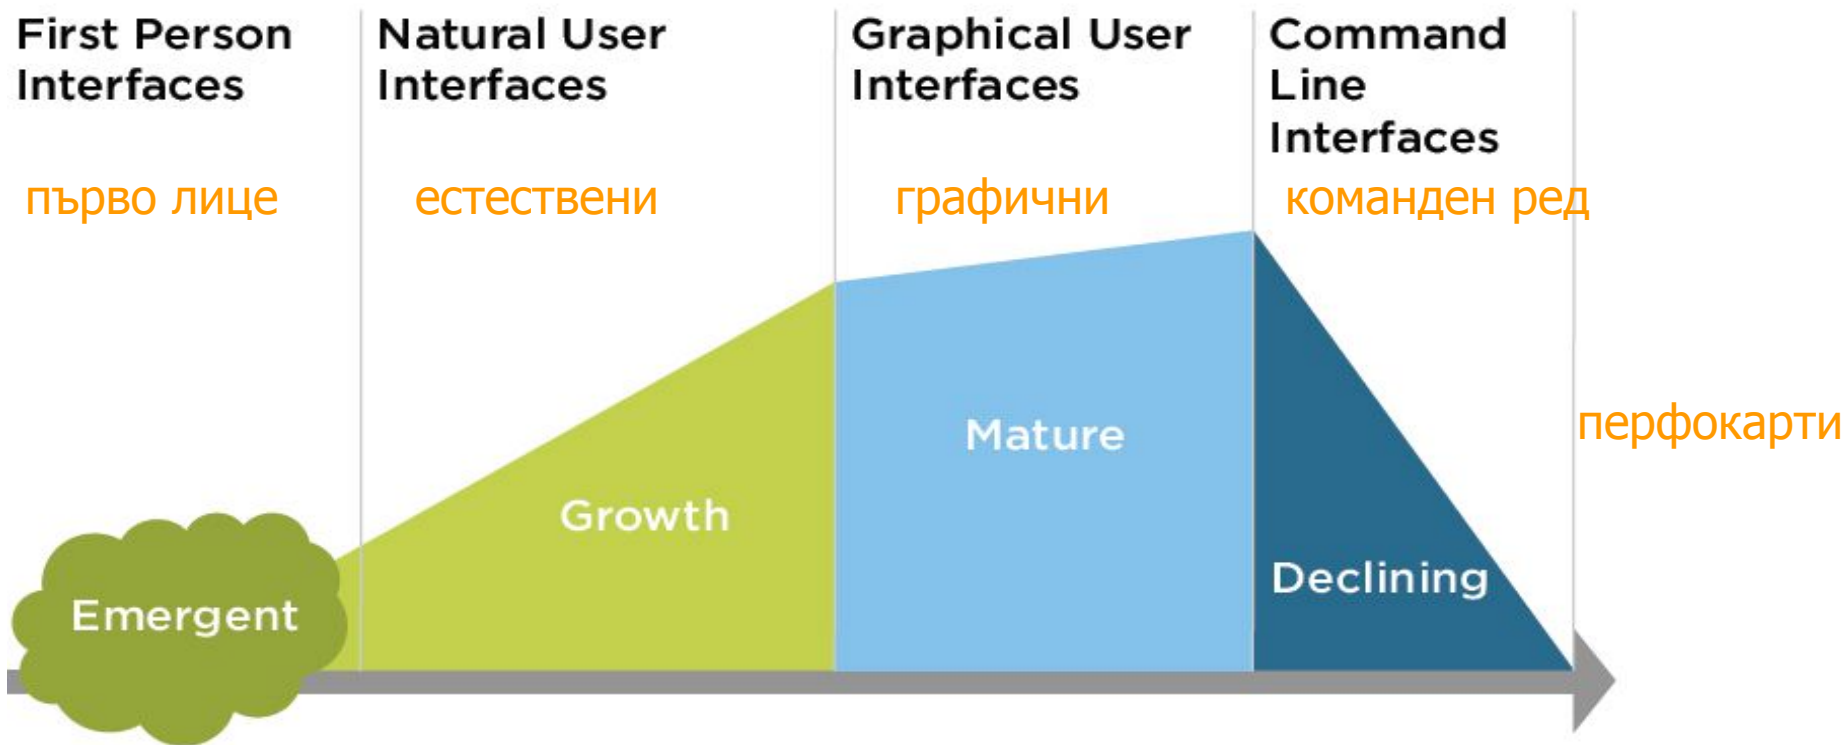 First Person
Interfaces
Natural User
Interfaces
Graphical User
Interfaces
Command
Line
Interfaces
първо лице
естествени
графични
команден ред
перфокарти
Mature
Growth
Declining
Emergent